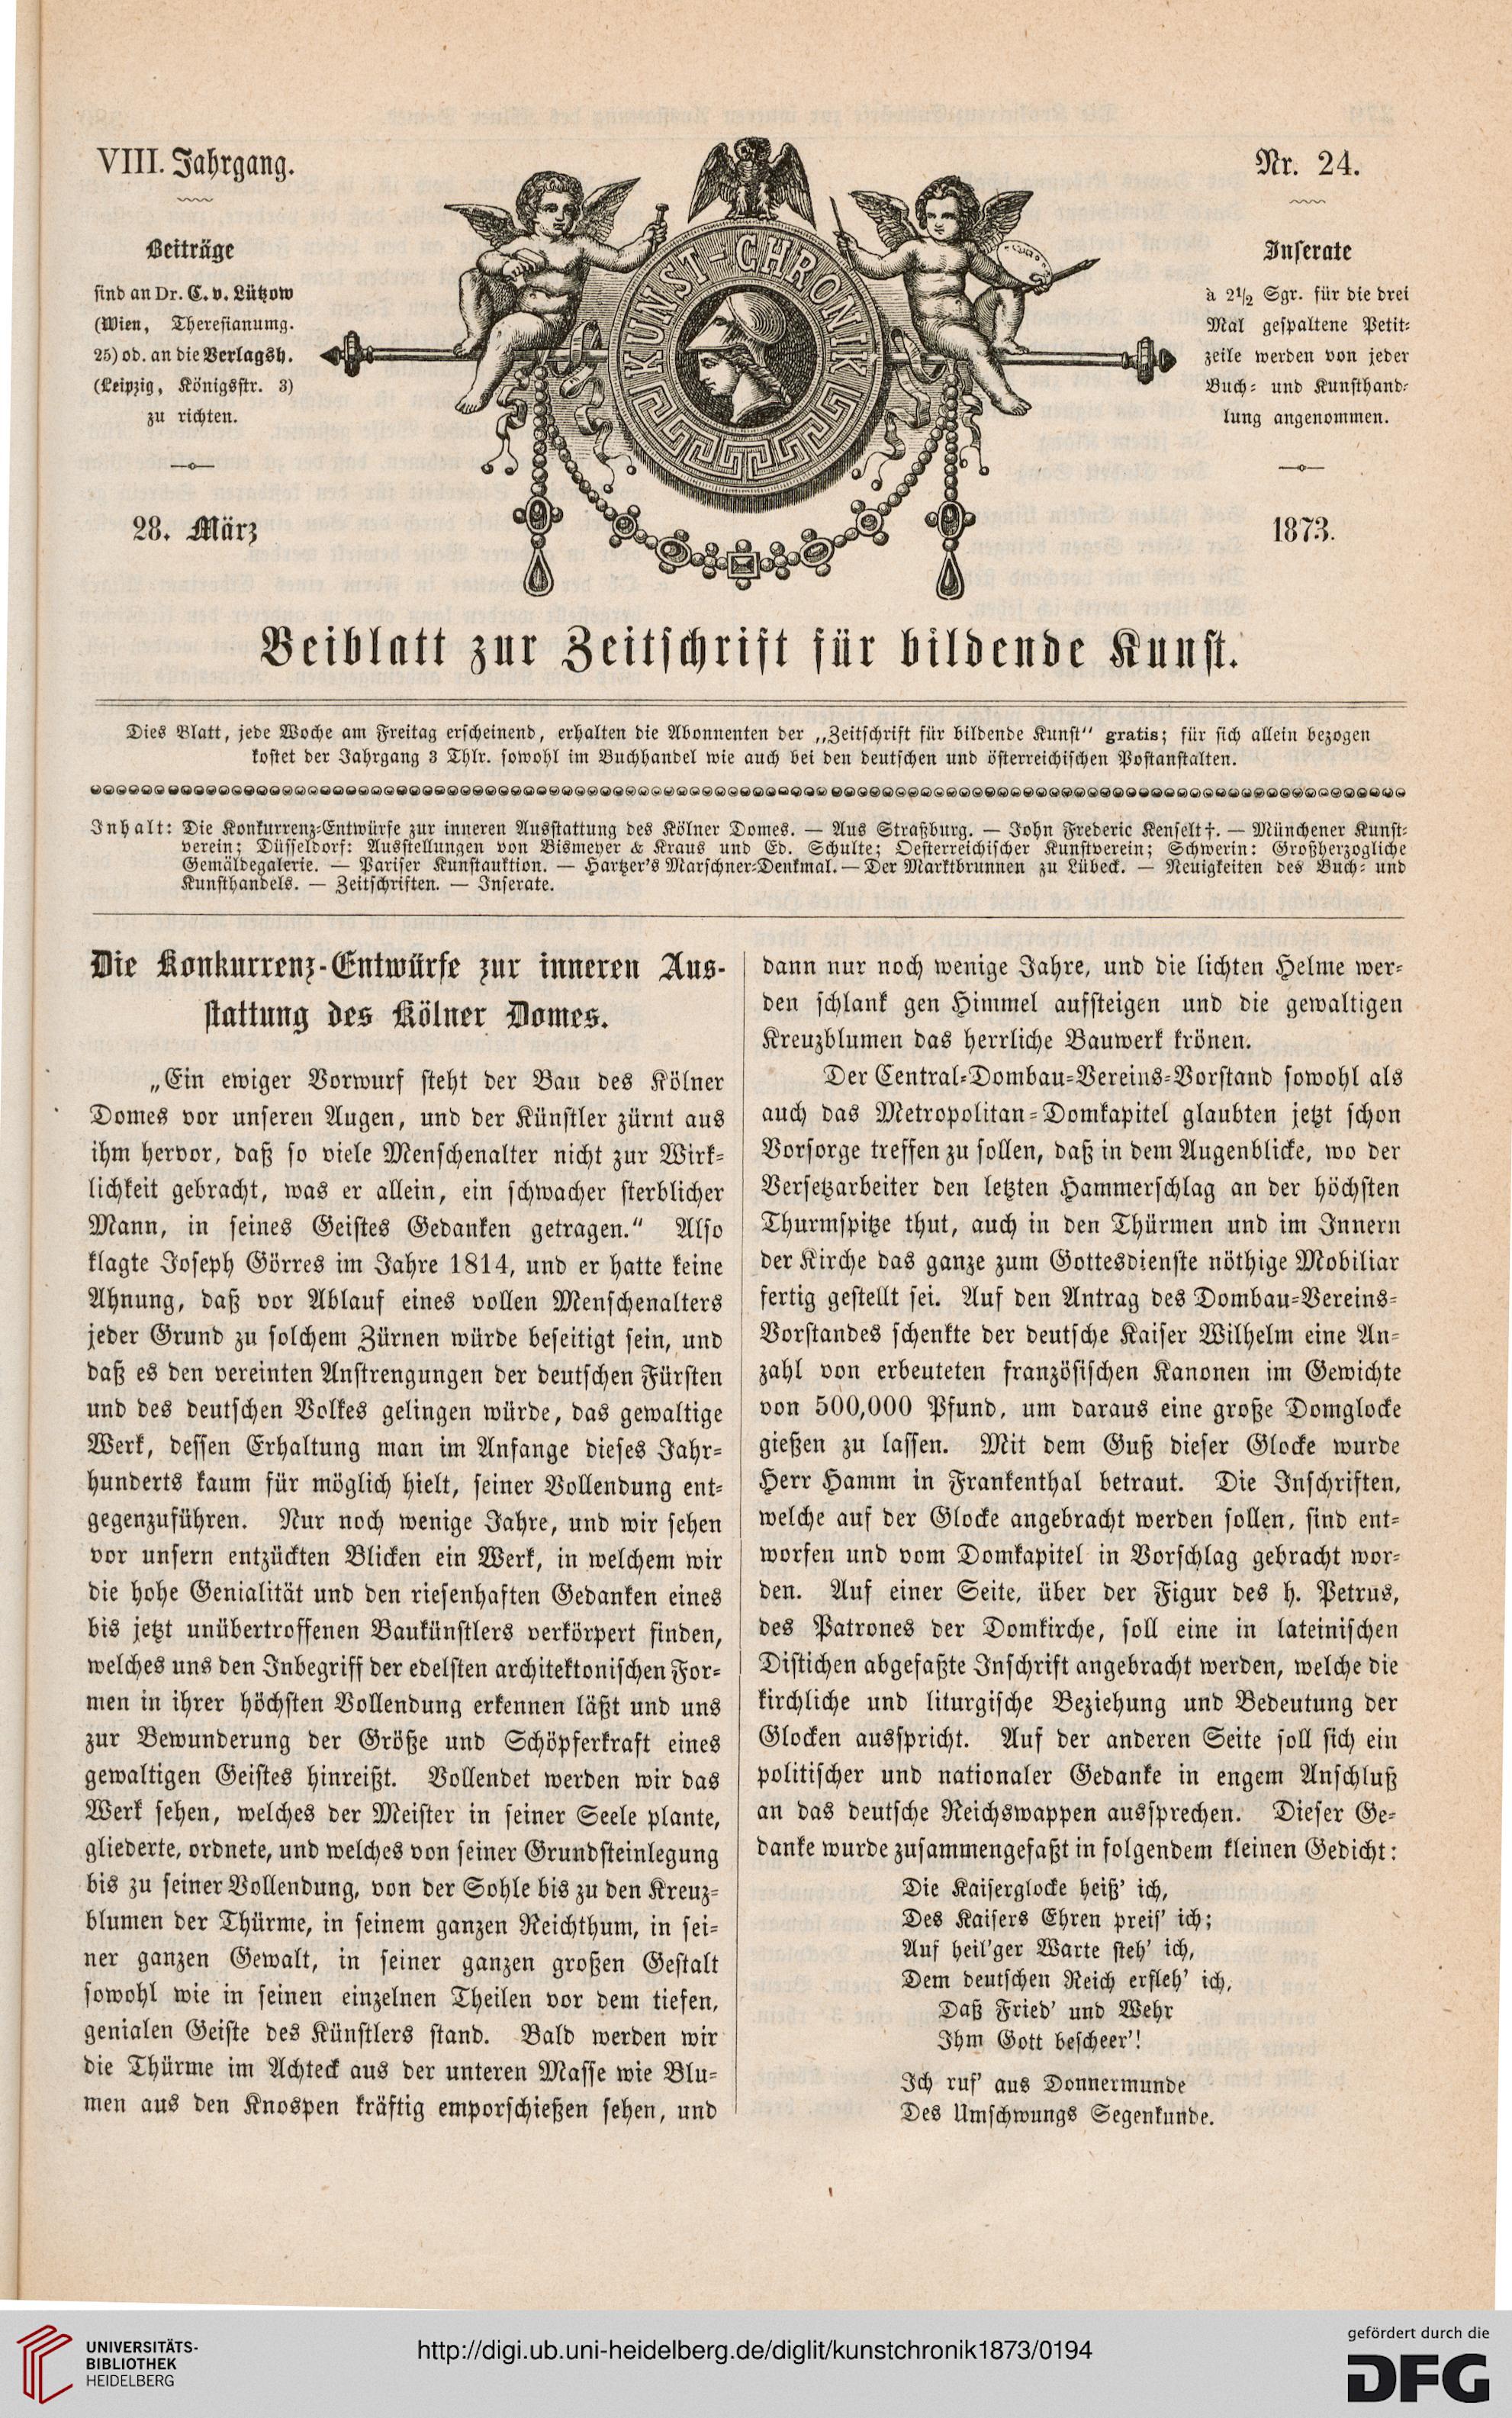 VIII. Jahrgang.
Beiträge
sind an Dr. C. v. Lützow
(Wien, Theresianumg.
25) od. an die Verlagsh.
(Leipzig, Königsstr. 3)
zu richten.
28. März
KUNST-CHRONIK
Nr. 24.
Inserate
à 2½ Sgr. für die drei
Mal gespaltene Petit-
zeile werden von jeder
Buch- und Kunsthand-
lung angenommen.
1873.
Beiblatt zur Zeitschrift für bildende Kunst.
Dies Blatt, jede Woche am Freitag erscheinend, erhalten die Abonnenten der „Zeitschrift für bildende Kunst“ gratis; für sich allein bezogen
kostet der Jahrgang 3 Thlr. sowohl im Buchhandel wie auch bei den deutschen und österreichischen Postanstalten.
Inhalt: Die Konkurrenz-Entwürfe zur inneren Ausstattung des Kölner Domes. — Aus Straßburg. — John Frederic Kenselt †. — Münchener Kunst-
verein; Düsseldorf: Ausstellungen von Bismeyer & Kraus und Ed. Schulte; Oesterreichischer Kunstverein; Schwerin: Großherzogliche
Gemäldegalerie. — Pariser Kunstauktion. — Hartzer's Marschner-Denkmal. — Der Marktbrunnen zu Lübeck. — Neuigkeiten des Buch- und
Kunsthandels. — Zeitschriften. — Inserate.
Die Konkurrenz-Entwürfe zur inneren Aus-
stattung des Kölner Domes.
„Ein ewiger Vorwurf steht der Bau des Kölner
Domes vor unseren Augen, und der Künstler zürnt aus
ihm hervor, daß so viele Menschenalter nicht zur Wirk-
lichkeit gebracht, was er allein, ein schwacher sterblicher
Mann, in seines Geistes Gedanken getragen.“ Also
klagte Joseph Görres im Jahre 1814, und er hatte keine
Ahnung, daß vor Ablauf eines vollen Menschenalters
jeder Grund zu solchem Zürnen würde beseitigt sein, und
daß es den vereinten Anstrengungen der deutschen Fürsten
und des deutschen Volkes gelingen würde, das gewaltige
Werk, dessen Erhaltung man im Anfange dieses Jahr-
hunderts kaum für möglich hielt, seiner Vollendung ent-
gegenzuführen. Nur noch wenige Jahre, und wir sehen
vor unsern entzückten Blicken ein Werk, in welchem wir
die hohe Genialität und den riesenhaften Gedanken eines
bis jetzt unübertroffenen Baukünstlers verkörpert finden,
welches uns den Inbegriff der edelsten architektonischen For-
men in ihrer höchsten Vollendung erkennen läßt und uns
zur Bewunderung der Größe und Schöpferkraft eines
gewaltigen Geistes hinreißt. Vollendet werden wir das
Werk sehen, welches der Meister in seiner Seele plante,
gliederte, ordnete, und welches von seiner Grundsteinlegung
bis zu seiner Vollendung, von der Sohle bis zu den Kreuz-
blumen der Thürme, in seinem ganzen Reichthum, in sei-
ner ganzen Gewalt, in seiner ganzen großen Gestalt
sowohl wie in seinen einzelnen Theilen vor dem tiefen,
genialen Geiste des Künstlers stand. Bald werden wir
die Thürme im Achteck aus der unteren Masse wie Blu-
men aus den Knospen kräftig emporschießen sehen, und
dann nur noch wenige Jahre, und die lichten Helme wer-
den schlank gen Himmel aufsteigen und die gewaltigen
Kreuzblumen das herrliche Bauwerk krönen.
Der Central-Dombau-Vereins-Vorstand sowohl als
auch das Metropolitan-Domkapitel glaubten jetzt schon
Vorsorge treffen zu sollen, daß in dem Augenblicke, wo der
Versetzarbeiter den letzten Hammerschlag an der höchsten
Thurmspitze thut, auch in den Thürmen und im Innern
der Kirche das ganze zum Gottesdienste nöthige Mobiliar
fertig gestellt sei. Auf den Antrag des Dombau-Vereins-
Vorstandes schenkte der deutsche Kaiser Wilhelm eine An-
zahl von erbeuteten französischen Kanonen im Gewichte
von 500,000 Pfund, um daraus eine große Domglocke
gießen zu lassen. Mit dem Guß dieser Glocke wurde
Herr Hamm in Frankenthal betraut. Die Inschriften,
welche auf der Glocke angebracht werden sollen, sind ent-
worfen und vom Domkapitel in Vorschlag gebracht wor-
den. Auf einer Seite, über der Figur des h. Petrus,
des Patrones der Domkirche, soll eine in lateinischen
Distichen abgefaßte Inschrift angebracht werden, welche die
kirchliche und liturgische Beziehung und Bedeutung der
Glocken ausspricht. Auf der anderen Seite soll sich ein
politischer und nationaler Gedanke in engem Anschluß
an das deutsche Reichswappen aussprechen. Dieser Ge-
danke wurde zusammengefaßt in folgendem kleinen Gedicht:
Die Kaiserglocke heiß' ich,
Des Kaisers Ehren preis' ich;
Auf heil'ger Warte steh' ich,
Dem deutschen Reich erfleh' ich,
Daß Fried' und Wehr
Ihm Gott bescheer'!
Ich ruf' aus Donnermunde
Des Umschwungs Segenkunde.
UNIVERSITÄTS-
BIBLIOTHEK
HEIDELBERG
http://digi.ub.uni-heidelberg.de/diglit/kunstchronik1873/0194
gefördert durch die
DFG